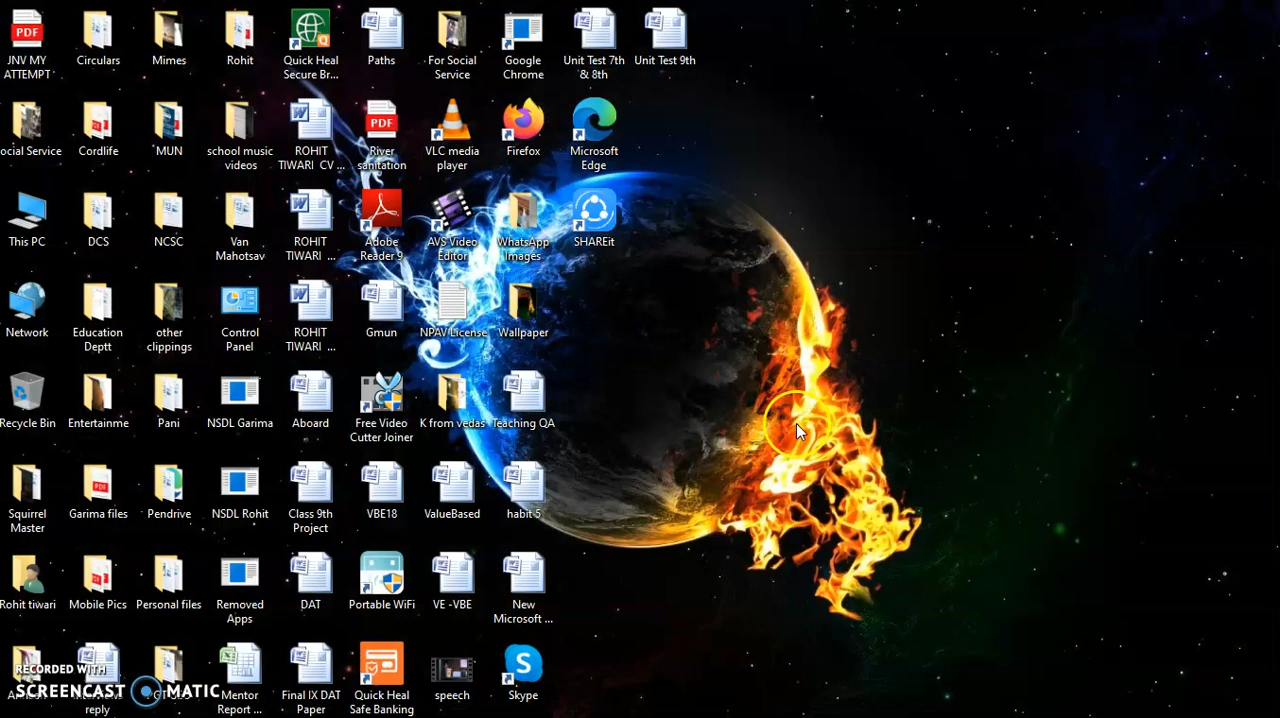 PDF
JNV MY
ATTEMPT
Circulars
Mimes
Rohit
Quick Heal
Secure Br...
Paths
For Social
Service
Google
Chrome
Unit Test 7th
& 8th
Unit Test 9th
ocial Service
Cordlife
MUN
school music
videos
ROHIT
TIWARI CV ...
PDF
River
sanitation
VLC media
player
Firefox
Microsoft
Edge
This PC
DCS
NCSC
Van
Mahotsav
ROHIT
TIWARI ...
Adobe
Reader 9
AVS Video
Editor
WhatsApp
Images
SHAREit
Network
Education
Deptt
other
clippings
Control
Panel
ROHIT
TIWARI ...
Gmun
NPAV License
Wallpaper
Recycle Bin
Entertainme
Pani
NSDL Garima
Aboard
Free Video
Cutter Joiner
K from vedas
Teaching QA
Squirrel
Master
Garima files
Pendrive
NSDL Rohit
Class 9th
Project
VBE18
ValueBased
habit 5
Rohit tiwari
Mobile Pics
Personal files
Removed
Apps
DAT
Portable WiFi
VE -VBE
New
Microsoft ...
reply
Mentor
Report ...
Final IX DAT
Paper
Quick Heal
Safe Banking
speech
Skype
RECORDED WITH
SCREENCAST MATIC